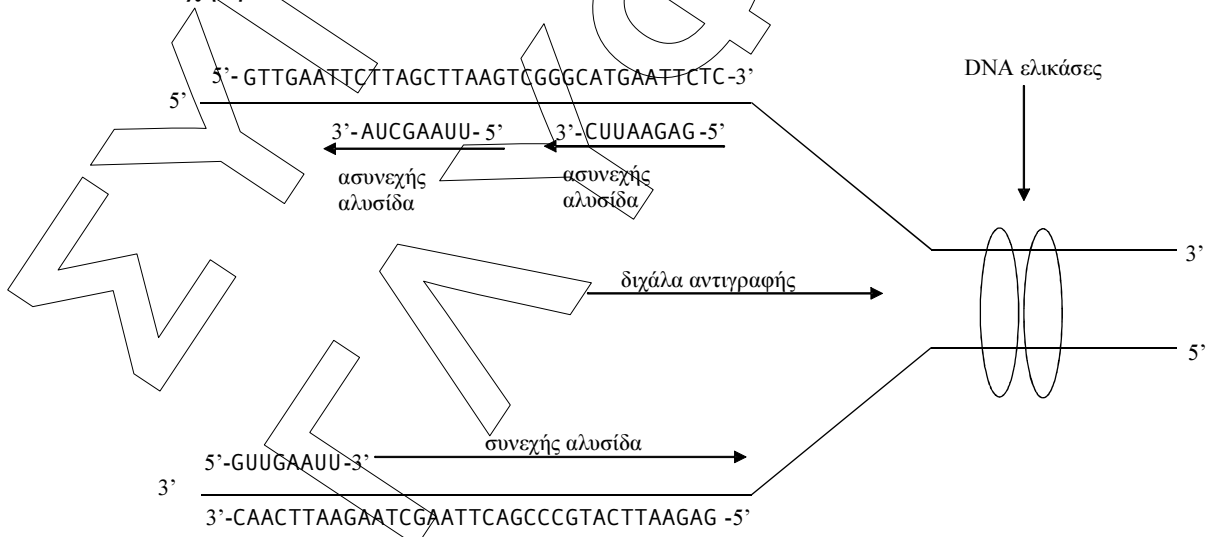 5’- GTTGAATTCTTAGCTTAAGTCGGGCATGAATTCTC-3’
DNA ελικάσες
5’
3’-AUCGAAUU- 5’
3’-CUUAAGAG -5’
ασυνεχής
αλυσίδα
ασυνεχής
αλυσίδα
3’
διχάλα αντιγραφής
5’
συνεχής αλυσίδα
5’-GUUGAAUU-3’
3’
3’-CAACTTAAGAATCGAATTCAGCCCGTACTTAAGAG -5’